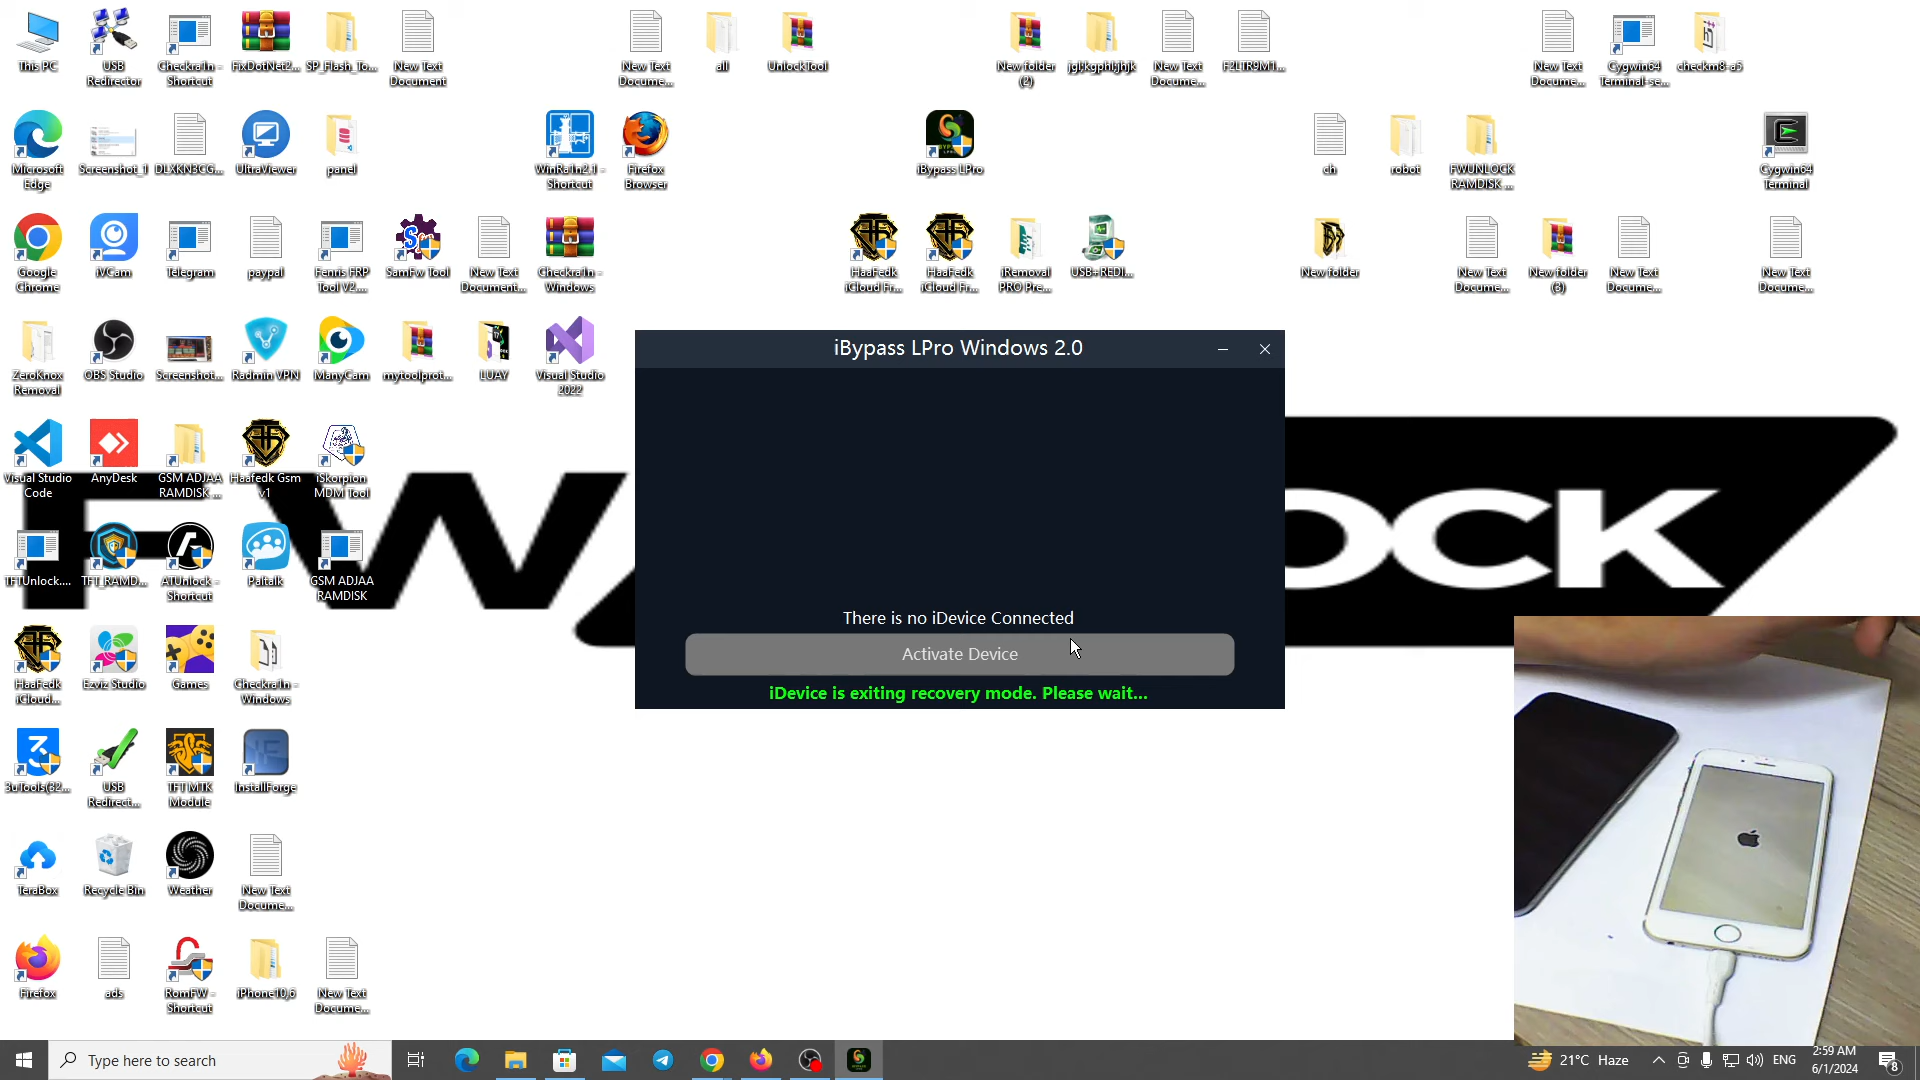 This PC
USB
Redirector
Checkra1n -
Shortcut
FixDotNet2...
SP_Flash_To...
New Text
Document
New Text
Docume...
all
UnlockTool
New folder
(2)
jgl;kgphl;jhjk
New Text
Docume...
F2LTR9M1...
New Text
Docume...
Cygwin64
Terminal-se...
checkm8-a5
Microsoft
Edge
Screenshot_1
DLXKN3CG...
UltraViewer
panel
WinRa1n2.1 -
Shortcut
Firefox
Browser
iBypass LPro
ch
robot
FWUNLOCK
RAMDISK ...
Cygwin64
Terminal
Google
Chrome
iVCam
Telegram
paypal
Fenris FRP
Tool V2....
SamFw Tool
New Text
Document...
Checkra1n -
Windows
HaaFedk
iCloud Fr...
HaaFedk
iCloud Fr...
iRemoval
PRO Pre...
USB+REDI...
New folder
New Text
Docume...
New folder
(3)
New Text
Docume...
New Text
Docume...
ZeroKnox
Removal
OBS Studio
Screenshot...
Radmin VPN
ManyCam
mytoolprot...
LUAY
Visual Studio
2022
iBypass LPro Windows 2.0
Visual Studio
Code
AnyDesk
GSM ADJAA
RAMDISK ...
Haafedk Gsm
v1
iSkorpion
MDM Tool
TFTUnlock....
TFT_RAMD...
ATUnlock -
Shortcut
Paltalk
GSM ADJAA
RAMDISK
There is no iDevice Connected
Activate Device
iDevice is exiting recovery mode. Please wait...
HaaFedk
iCloud...
Ezviz Studio
Games
Checkra1n -
Windows
3uTools(32...
USB
Redirect...
TFT MTK
Module
InstallForge
TeraBox
Recycle Bin
Weather
New Text
Docume...
Firefox
ads
RomFW -
Shortcut
iPhone10,6
New Text
Docume...
Type here to search
21°C Haze
ENG
2:59 AM
6/1/2024
8